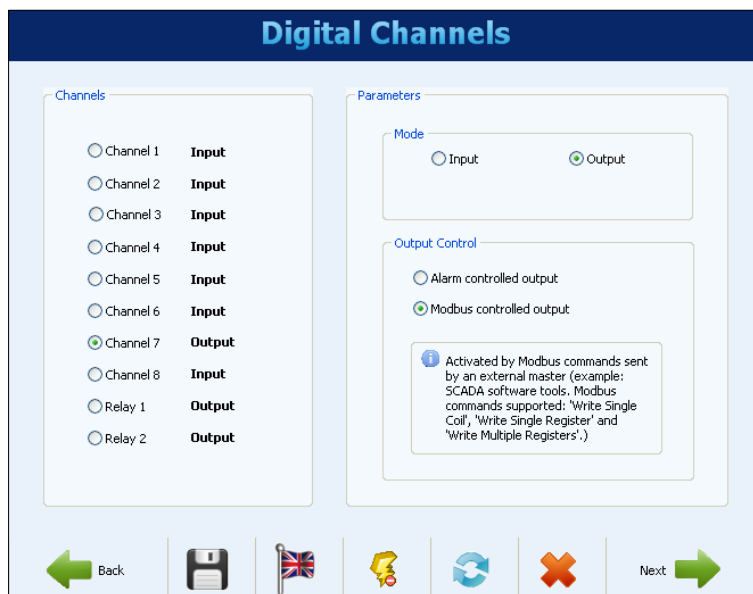 Digital Channels
Channels
Channel 1 Input
Channel 2 Input
Channel 3 Input
Channel 4 Input
Channel 5 Input
Channel 6 Input
Channel 7 Output
Channel 8 Input
Relay 1 Output
Relay 2 Output
Parameters
Mode
Input Output
Output Control
Alarm controlled output
Modbus controlled output
Activated by Modbus commands sent
by an external master (example:
SCADA software tools. Modbus
commands supported: 'Write Single
Coil', 'Write Single Register' and
'Write Multiple Registers'.)
Back Next